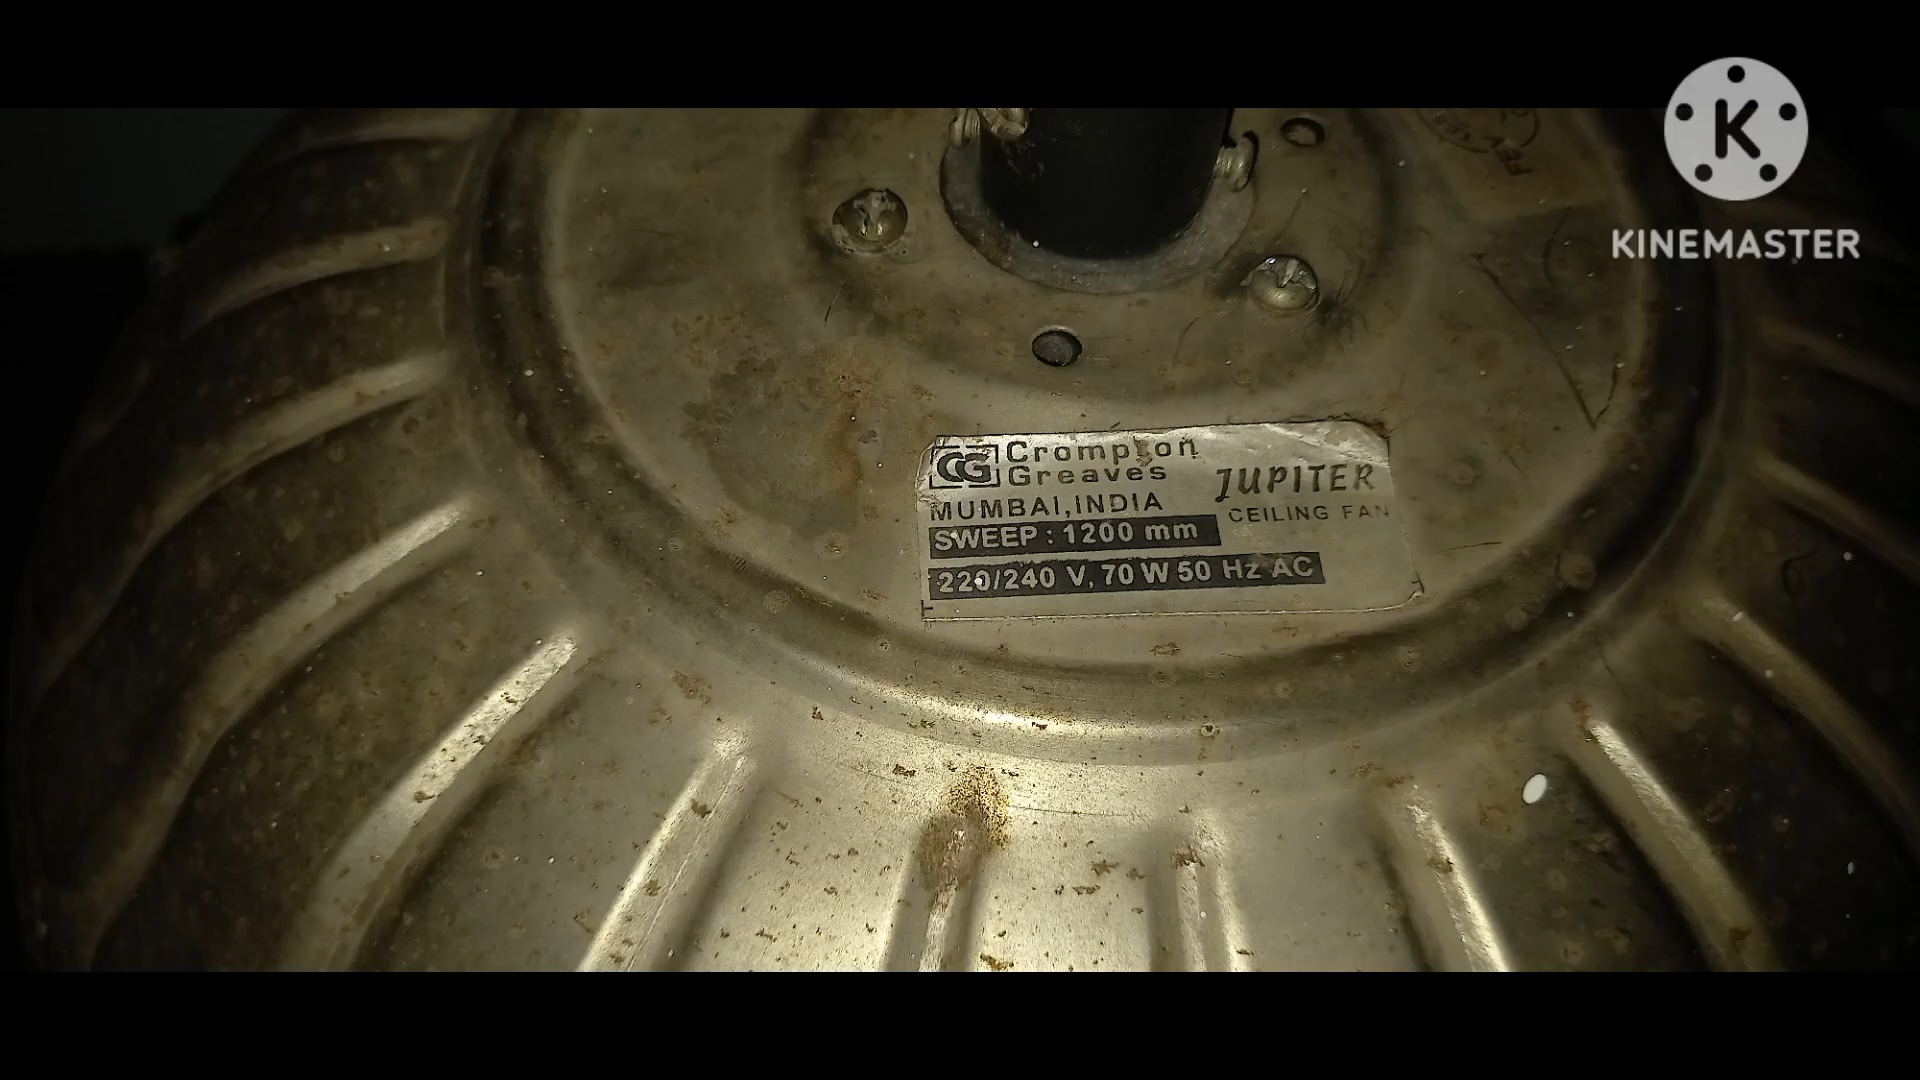 K
KINEMASTER
CG Crompton
Greaves
JUPITER
MUMBAI,INDIA
CEILING FAN
SWEEP : 1200 mm
220/240 V, 70 W 50 Hz AC